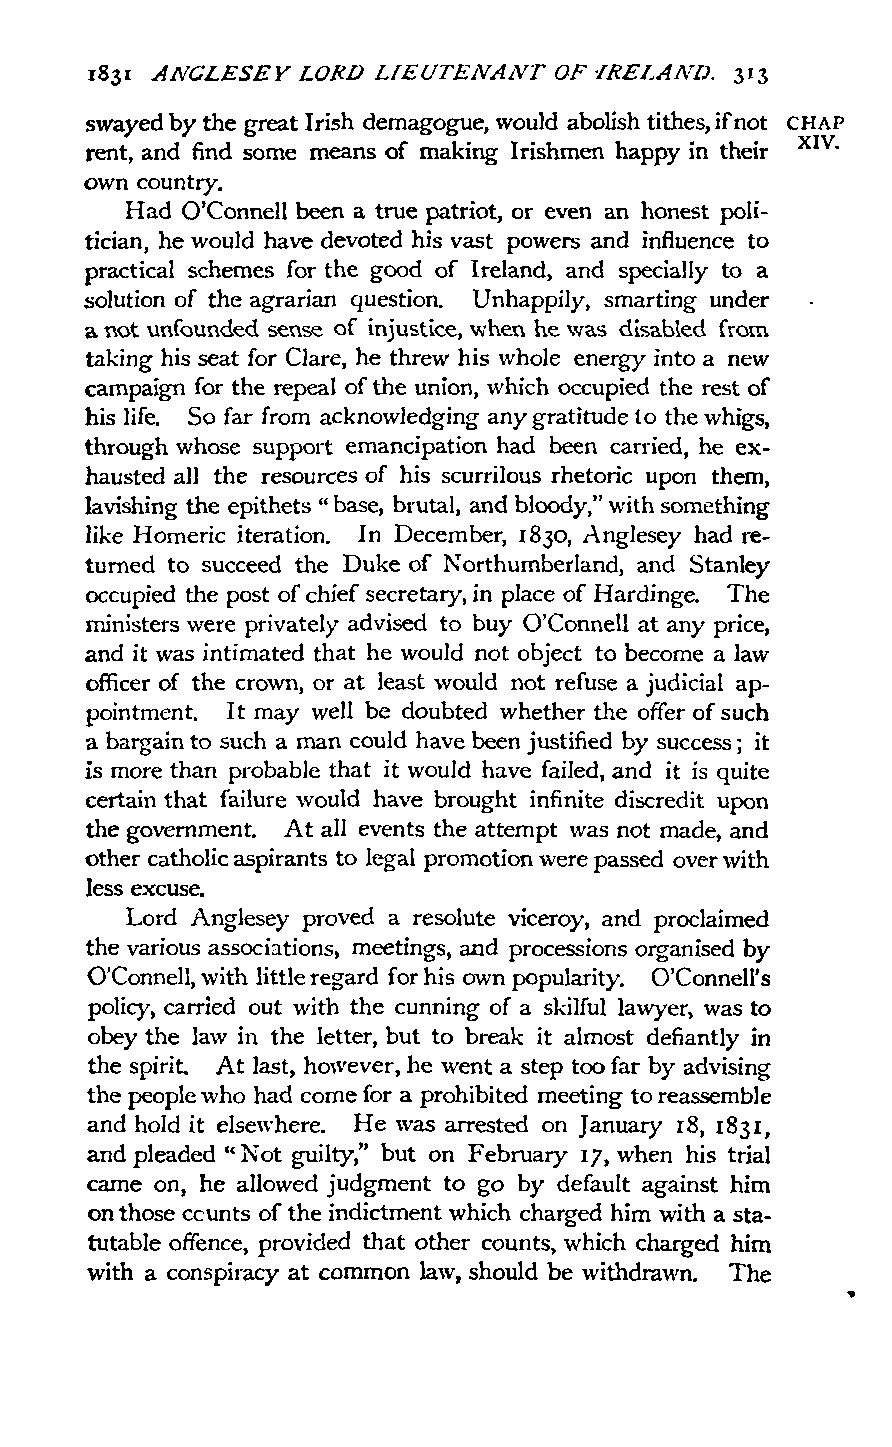 1831 ANGLESEY LORD LIEUTENANT OF IRELAND. 313
swayed by the great Irish demagogue, would abolish tithes, if not CHAP
rent, and find some means of making Irishmen happy in their XIV.
own country.
Had O'Connell been a true patriot, or even an honest poli-
tician, he would have devoted his vast powers and influence to
practical schemes for the good of Ireland, and specially to a
solution of the agrarian question. Unhappily, smarting under
a not unfounded sense of injustice, when he was disabled from
taking his seat for Clare, he threw his whole energy into a new
campaign for the repeal of the union, which occupied the rest of
his life. So far from acknowledging any gratitude to the whigs,
through whose support emancipation had been carried, he ex-
hausted all the resources of his scurrilous rhetoric upon them,
lavishing the epithets "base, brutal, and bloody," with something
like Homeric iteration. In December, 1830, Anglesey had re-
turned to succeed the Duke of Northumberland, and Stanley
occupied the post of chief secretary, in place of Hardinge. The
ministers were privately advised to buy O'Connell at any price,
and it was intimated that he would not object to become a law
officer of the crown, or at least would not refuse a judicial ap-
pointment. It may well be doubted whether the offer of such
a bargain to such a man could have been justified by success; it
is more than probable that it would have failed, and it is quite
certain that failure would have brought infinite discredit upon
the government. At all events the attempt was not made, and
other catholic aspirants to legal promotion were passed over with
less excuse.
Lord Anglesey proved a resolute viceroy, and proclaimed
the various associations, meetings, and processions organised by
O'Connell, with little regard for his own popularity. O'Connell's
policy, carried out with the cunning of a skilful lawyer, was to
obey the law in the letter, but to break it almost defiantly in
the spirit. At last, however, he went a step too far by advising
the people who had come for a prohibited meeting to reassemble
and hold it elsewhere. He was arrested on January 18, 1831,
and pleaded "Not guilty," but on February 17, when his trial
came on, he allowed judgment to go by default against him
on those counts of the indictment which charged him with a sta-
tutable offence, provided that other counts, which charged him
with a conspiracy at common law, should be withdrawn. The